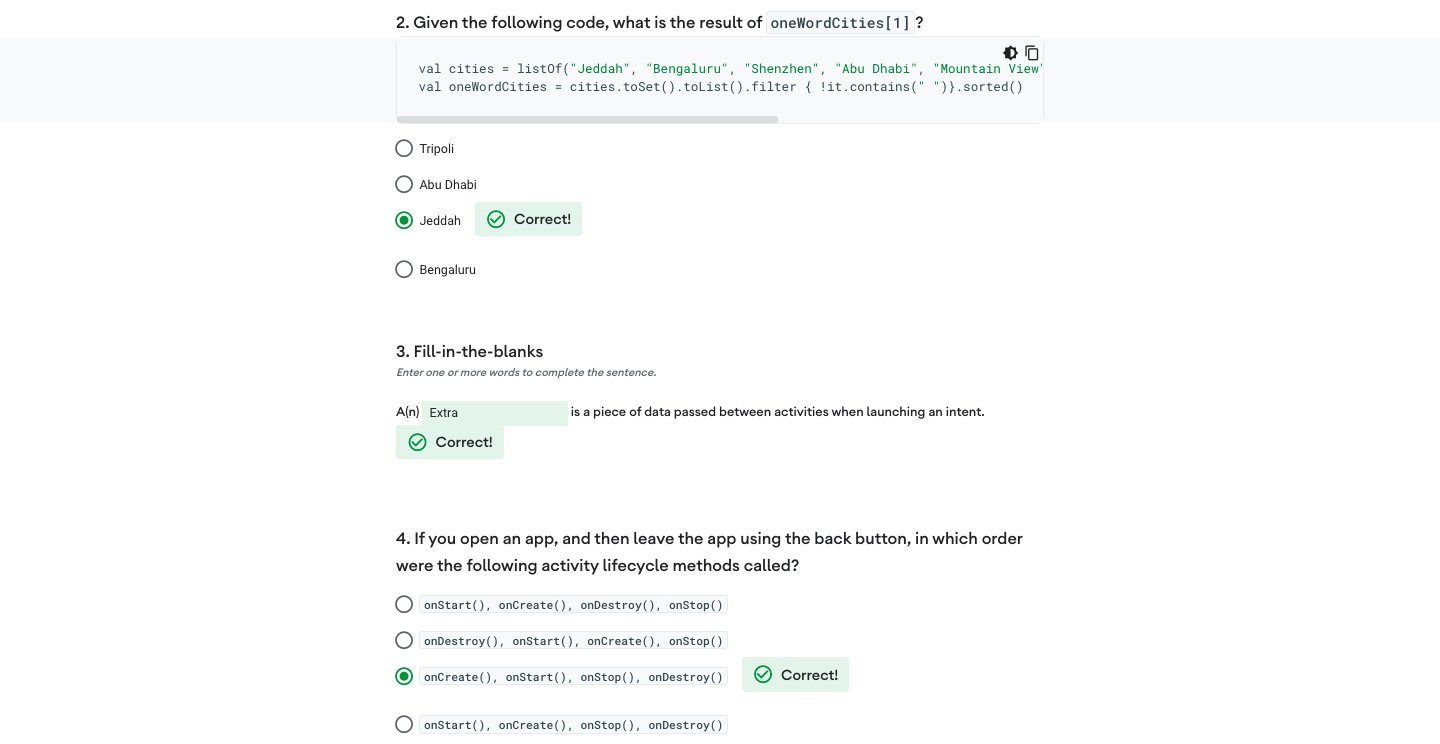 2. Given the following code, what is the result of oneWordCities[1] ?
val cities = listOf("Jeddah", "Bengaluru", "Shenzhen", "Abu Dhabi", "Mountain View"
val oneWordCities = cities.toSet().toList().filter { !it.contains(" ")}.sorted()
Tripoli
Abu Dhabi
Jeddah Correct!
Bengaluru
3. Fill-in-the-blanks
Enter one or more words to complete the sentence.
A(n) Extra is a piece of data passed between activities when launching an intent.
Correct!
4. If you open an app, and then leave the app using the back button, in which order
were the following activity lifecycle methods called?
onStart(), onCreate(), onDestroy(), onStop()
onDestroy(), onStart(), onCreate(), onStop()
onCreate(), onStart(), onStop(), onDestroy() Correct!
onStart(), onCreate(), onStop(), onDestroy()